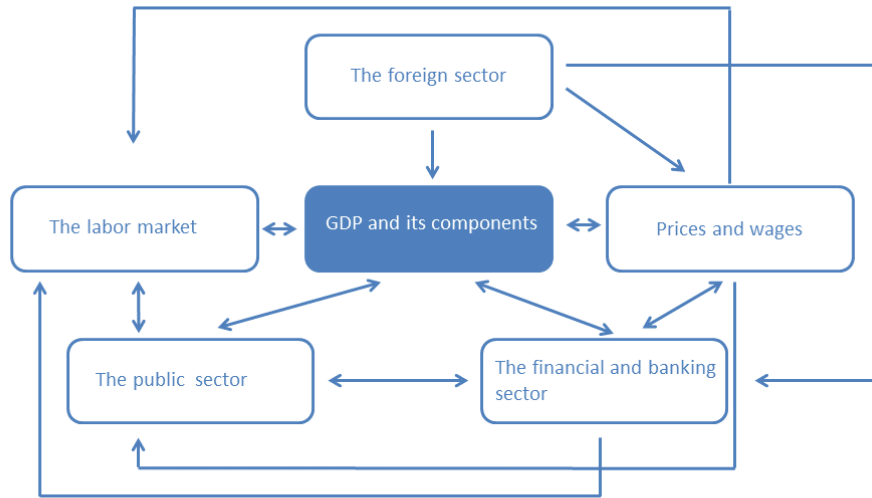 The foreign sector
The labor market
GDP and its components
Prices and wages
The public sector
The financial and banking
sector